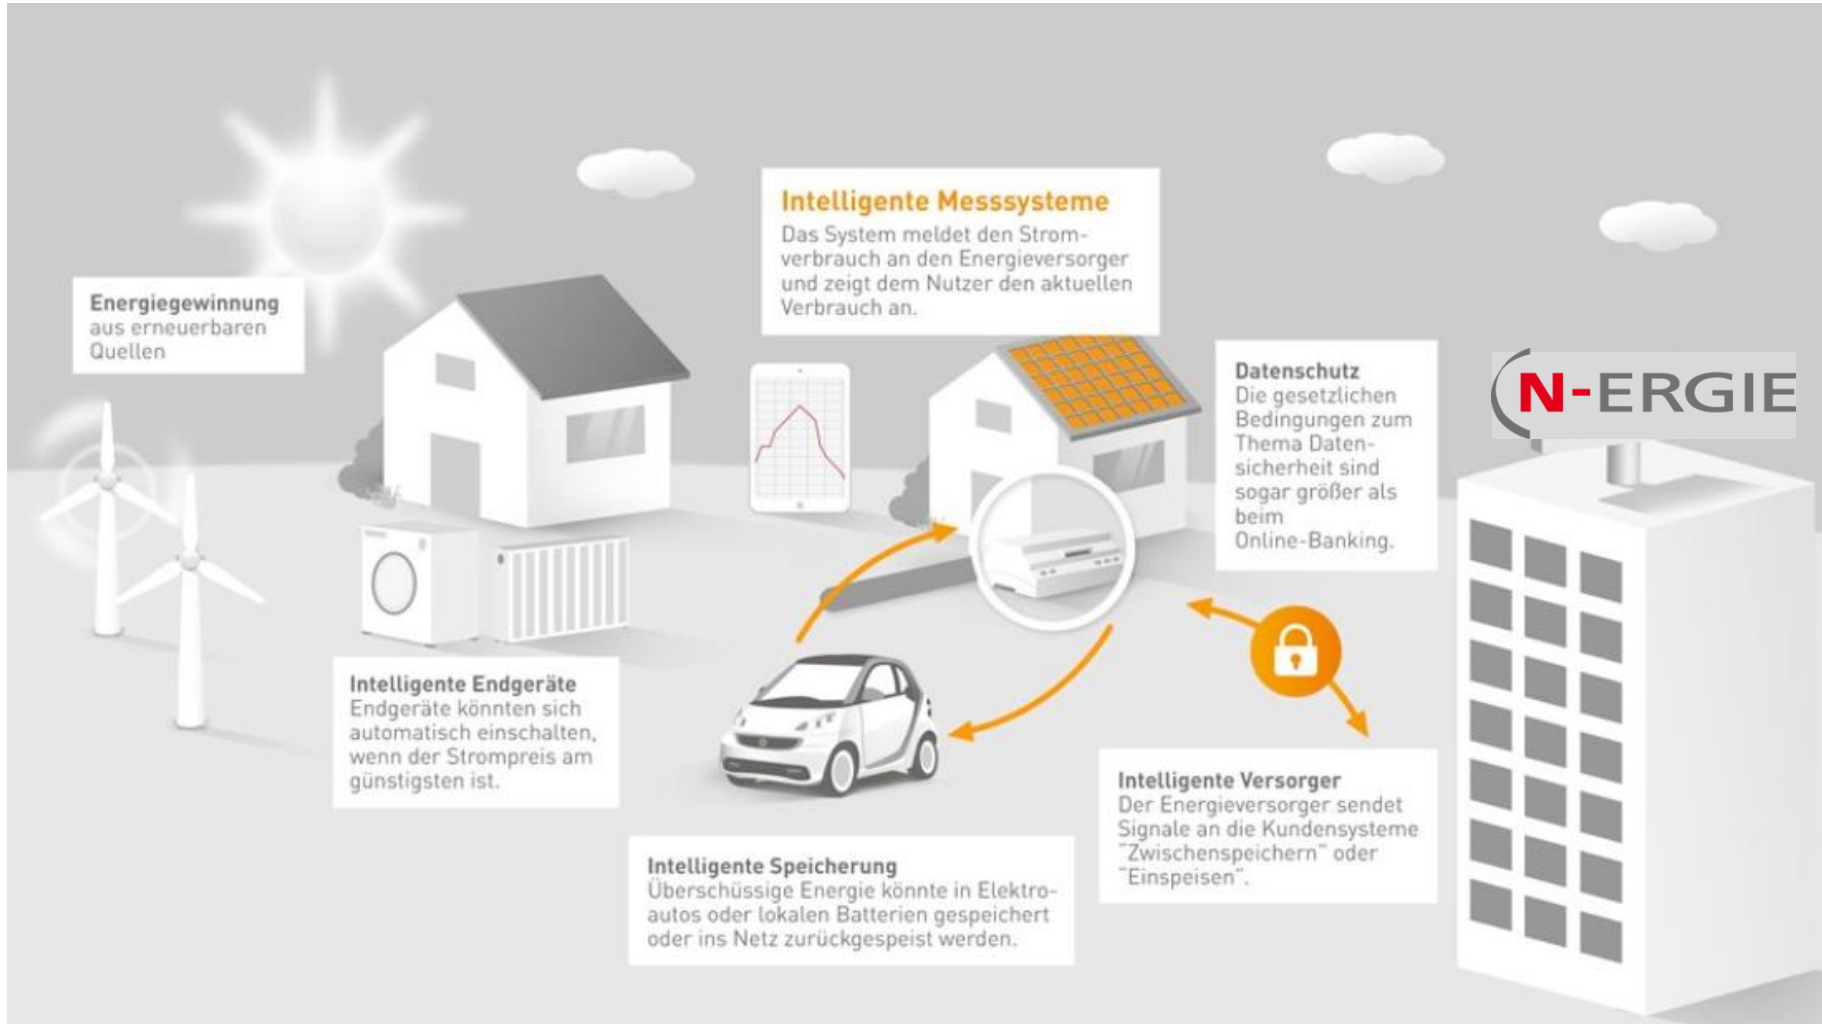 Energiegewinnung
aus erneuerbaren
Quellen
Intelligente Messsysteme
Das System meldet den Strom-
verbrauch an den Energieversorger
und zeigt dem Nutzer den aktuellen
Verbrauch an.
Datenschutz
Die gesetzlichen
Bedingungen zum
Thema Daten-
sicherheit sind
sogar größer als
beim
Online-Banking.
N-ERGIE
Intelligente Endgeräte
Endgeräte könnten sich
automatisch einschalten,
wenn der Strompreis am
günstigsten ist.
Intelligente Speicherung
Überschüssige Energie könnte in Elektro-
autos oder lokalen Batterien gespeichert
oder ins Netz zurückgespeist werden.
Intelligente Versorger
Der Energieversorger sendet
Signale an die Kundensysteme
"Zwischenspeichern" oder
"Einspeisen".